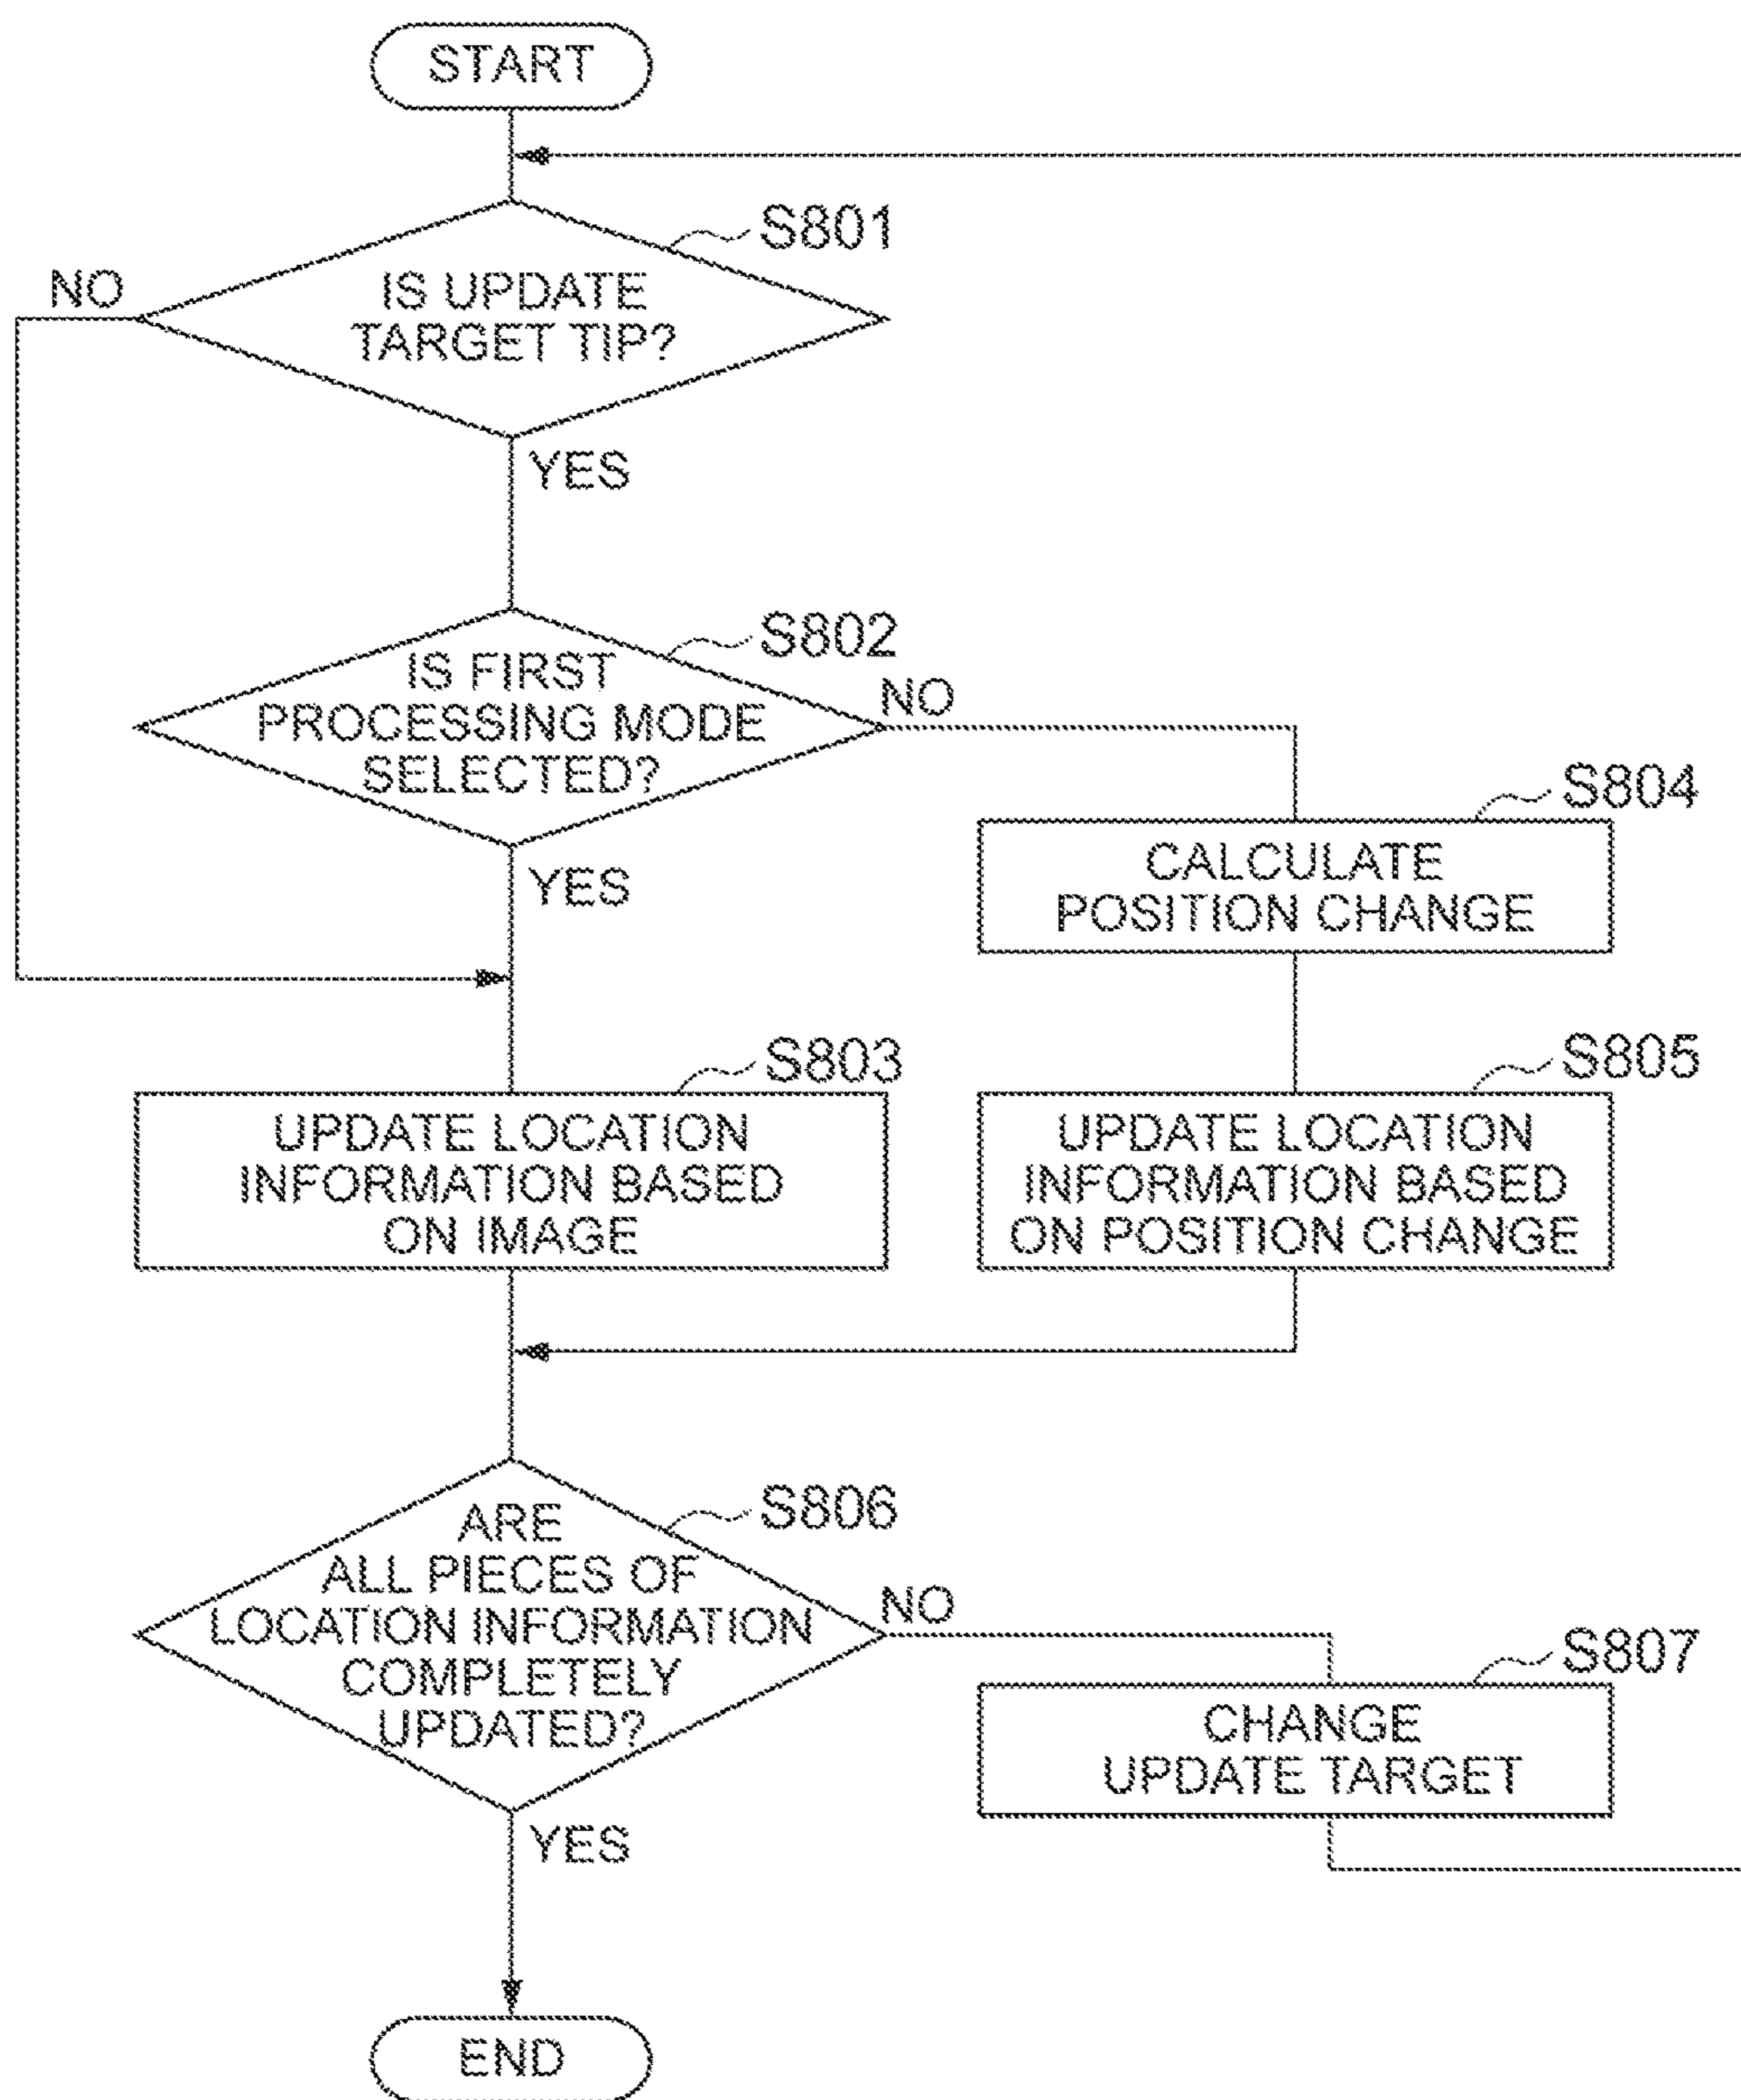 START
S801
NO
IS UPDATE
TARGET TIP?
YES
S802
IS FIRST
PROCESSING MODE
SELECTED?
NO
YES
S804
CALCULATE
POSITION CHANGE
S803
UPDATE LOCATION
INFORMATION BASED
ON IMAGE
S805
UPDATE LOCATION
INFORMATION BASED
ON POSITION CHANGE
S806
ARE
ALL PIECES OF
LOCATION INFORMATION
COMPLETELY
UPDATED?
NO
S807
CHANGE
UPDATE TARGET
YES
END